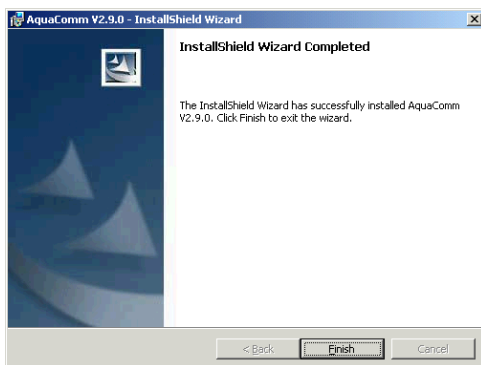 AquaComm V2.9.0 - InstallShield Wizard
InstallShield Wizard Completed
The InstallShield Wizard has successfully installed AquaComm
V2.9.0. Click Finish to exit the wizard.
< Back Finish Cancel